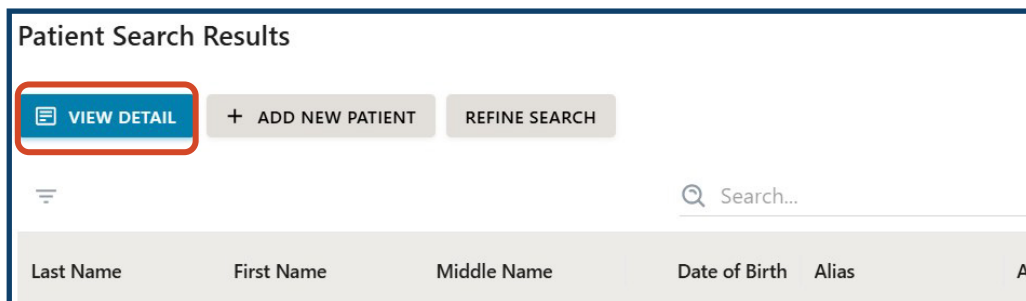 Patient Search Results
VIEW DETAIL + ADD NEW PATIENT REFINE SEARCH
Search...
Last Name First Name Middle Name Date of Birth Alias